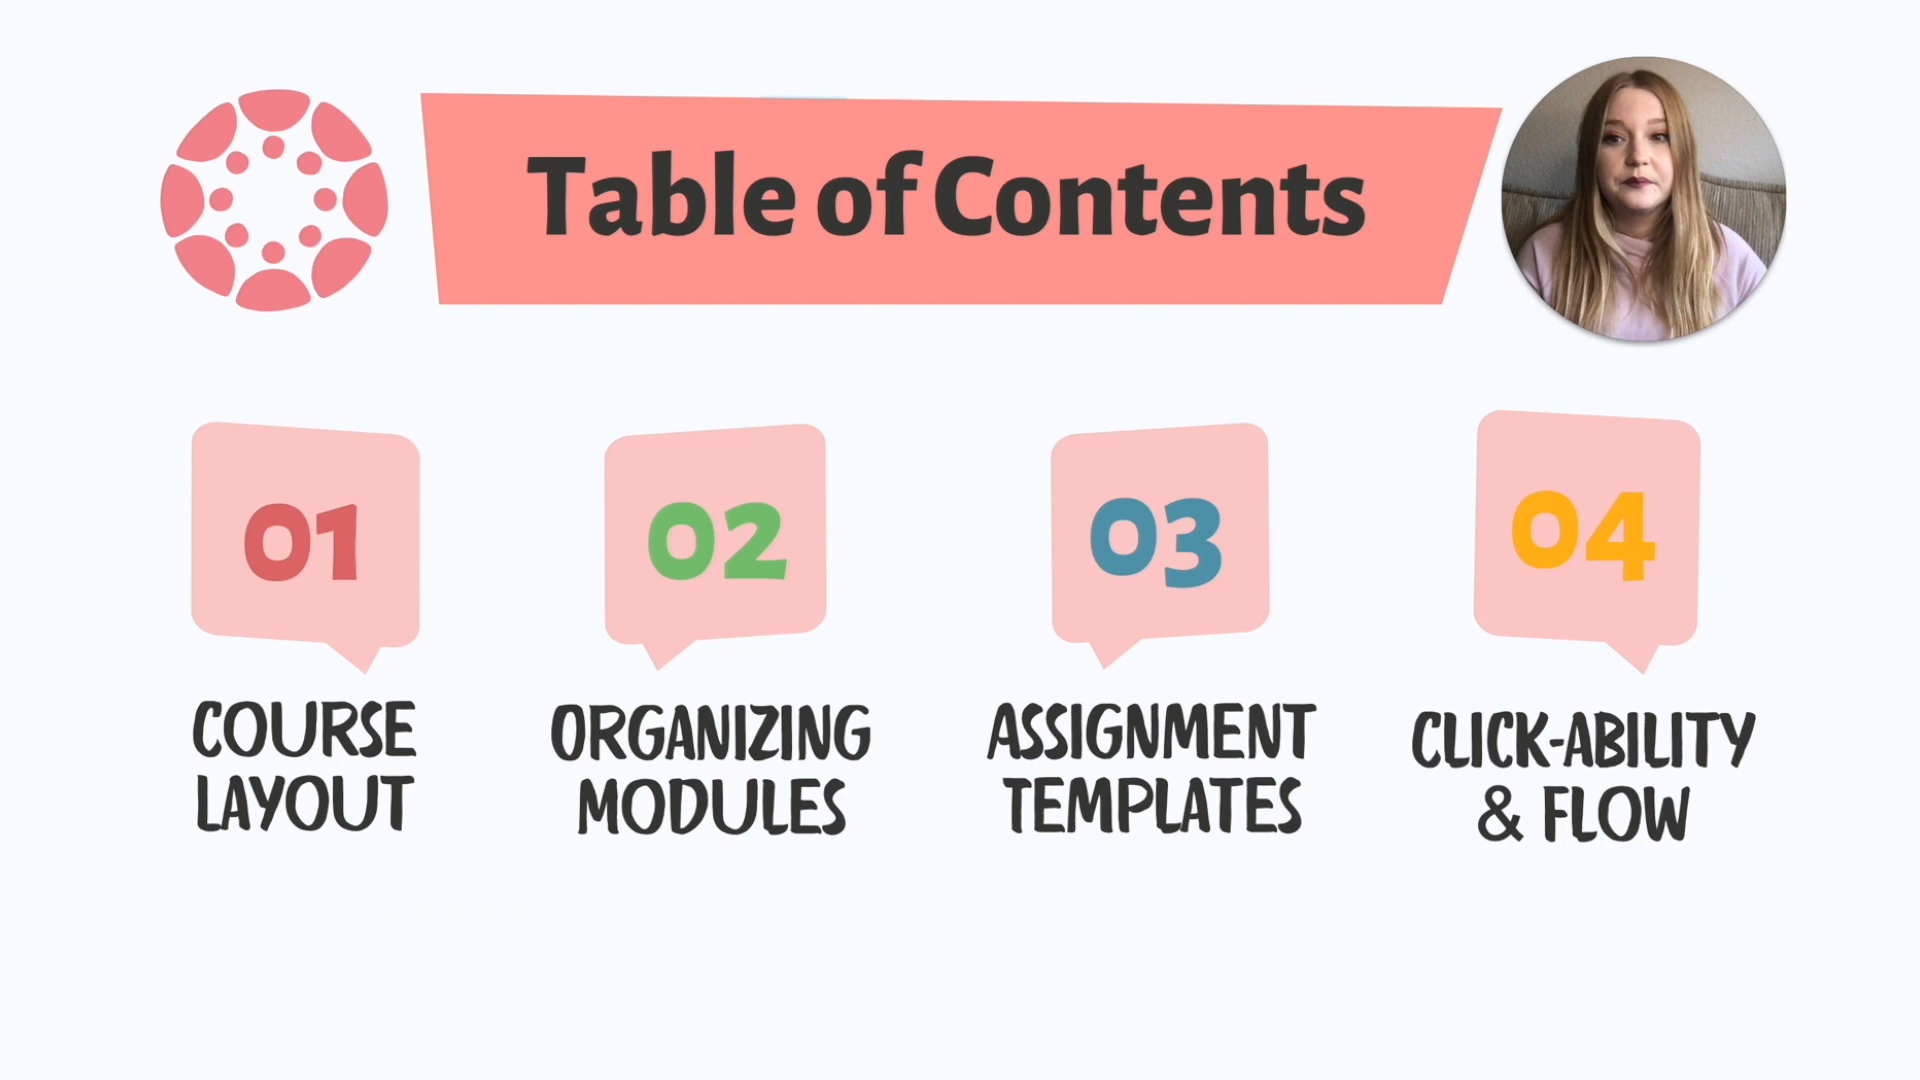 Table of Contents
01
02
03
04
COURSE
LAYOUT
ORGANIZING
MODULES
ASSIGNMENT
TEMPLATES
CLICK-ABILITY
& FLOW